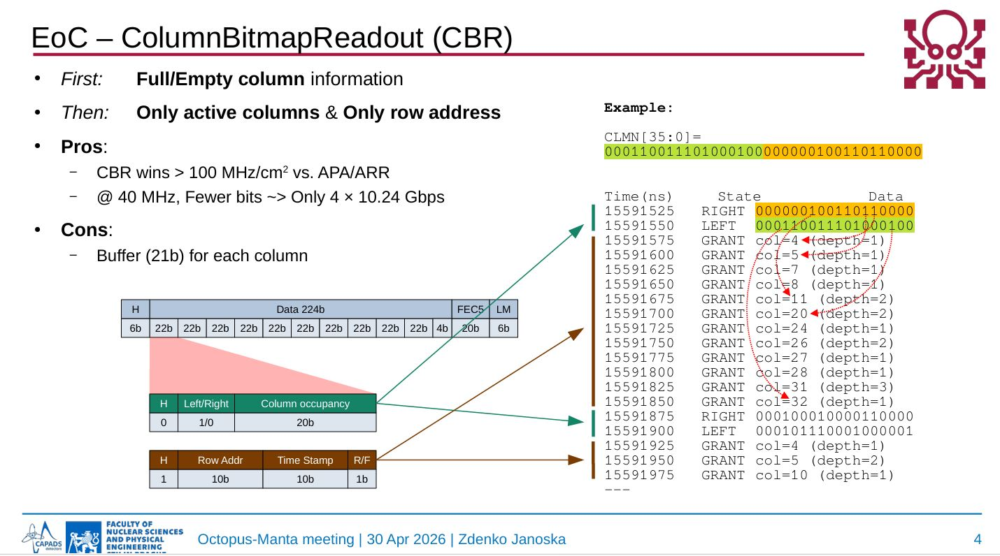 EoC – ColumnBitmapReadout (CBR)
• First: Full/Empty column information
• Then: Only active columns & Only row address
• Pros:
– CBR wins > 100 MHz/cm² vs. APA/ARR
– @ 40 MHz, Fewer bits ~> Only 4 × 10.24 Gbps
• Cons:
– Buffer (21b) for each column
H Data 224b FEC5 LM
6b 22b 22b 22b 22b 22b 22b 22b 22b 22b 22b 4b 20b 6b
H Left/Right Column occupancy
0 1/0 20b
H Row Addr Time Stamp R/F
1 10b 10b 1b
Example:
CLMN[35:0]=
000110011101000100000000100110110000
Time(ns) State Data
15591525 RIGHT 000000100110110000
15591550 LEFT 000110011101000100
15591575 GRANT col=4 (depth=1)
15591600 GRANT col=5 (depth=1)
15591625 GRANT col=7 (depth=1)
15591650 GRANT col=8 (depth=1)
15591675 GRANT col=11 (depth=2)
15591700 GRANT col=20 (depth=2)
15591725 GRANT col=24 (depth=1)
15591750 GRANT col=26 (depth=2)
15591775 GRANT col=27 (depth=1)
15591800 GRANT col=28 (depth=1)
15591825 GRANT col=31 (depth=3)
15591850 GRANT col=32 (depth=1)
15591875 RIGHT 000100010000110000
15591900 LEFT 000101110001000001
15591925 GRANT col=4 (depth=1)
15591950 GRANT col=5 (depth=2)
15591975 GRANT col=10 (depth=1)
---
CAPADS
detectors
FACULTY OF
NUCLEAR SCIENCES
AND PHYSICAL
ENGINEERING
Octopus-Manta meeting | 30 Apr 2026 | Zdenko Janoska
4